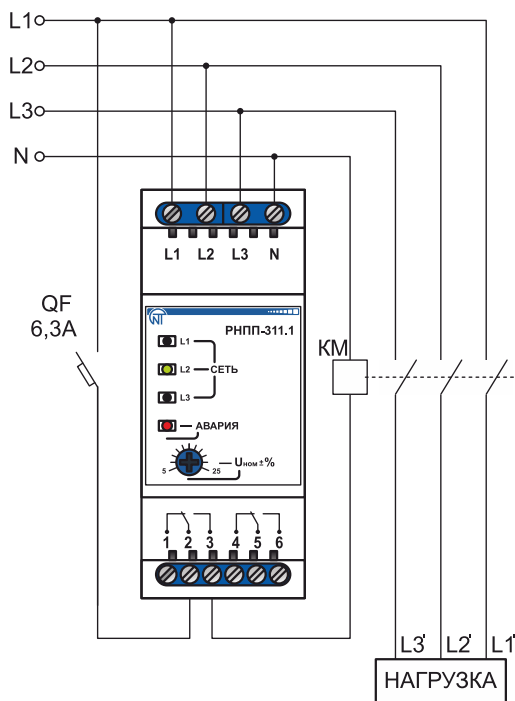 L1
L2
L3
N
L1 L2 L3 N
QF
6,3A
NT
РНПП-311.1
КМ
L1
L2 — СЕТЬ
L3
АВАРИЯ
5 25 — Uном ±%
1 2 3 4 5 6
L3' L2' L1'
НАГРУЗКА